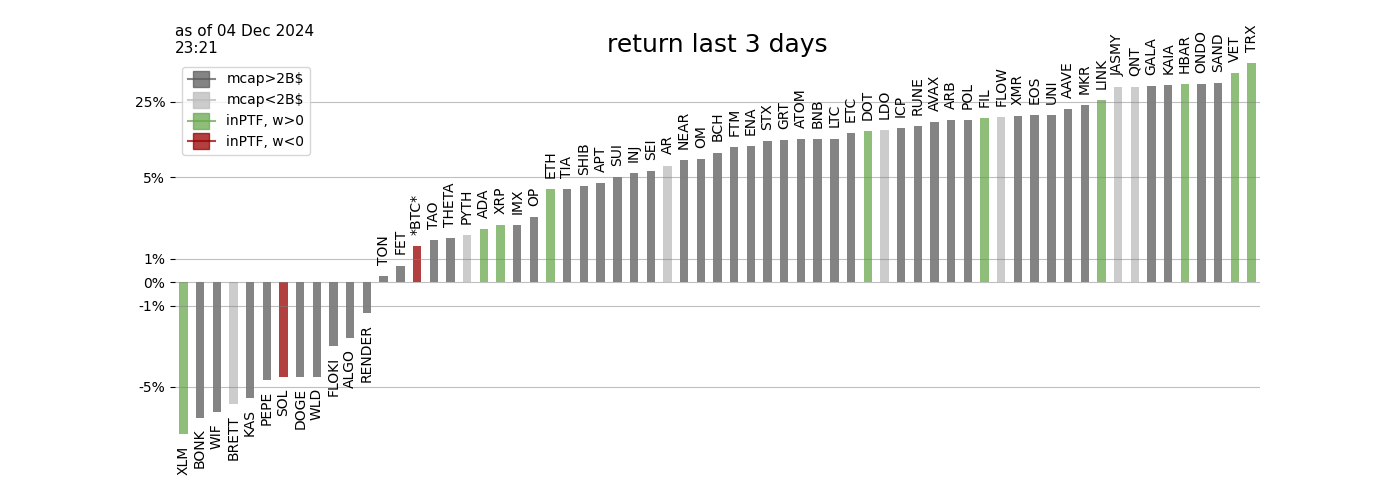 as of 04 Dec 2024
23:21
return last 3 days
mcap>2B$
mcap<2B$
inPTF, w>0
inPTF, w<0
25%
5%
1%
0%
-1%
-5%
XLM
BONK
WIF
BRETT
KAS
PEPE
SOL
DOGE
WLD
FLOKI
ALGO
RENDER
TON
FET
*BTC*
TAO
THETA
PYTH
ADA
XRP
IMX
OP
ETH
TIA
SHIB
APT
SUI
INJ
SEI
AR
NEAR
OM
BCH
FTM
ENA
STX
GRT
ATOM
BNB
LTC
ETC
DOT
LDO
ICP
RUNE
AVAX
ARB
POL
FIL
FLOW
XMR
EOS
UNI
AAVE
MKR
LINK
JASMY
QNT
GALA
KAIA
HBAR
ONDO
SAND
VET
TRX